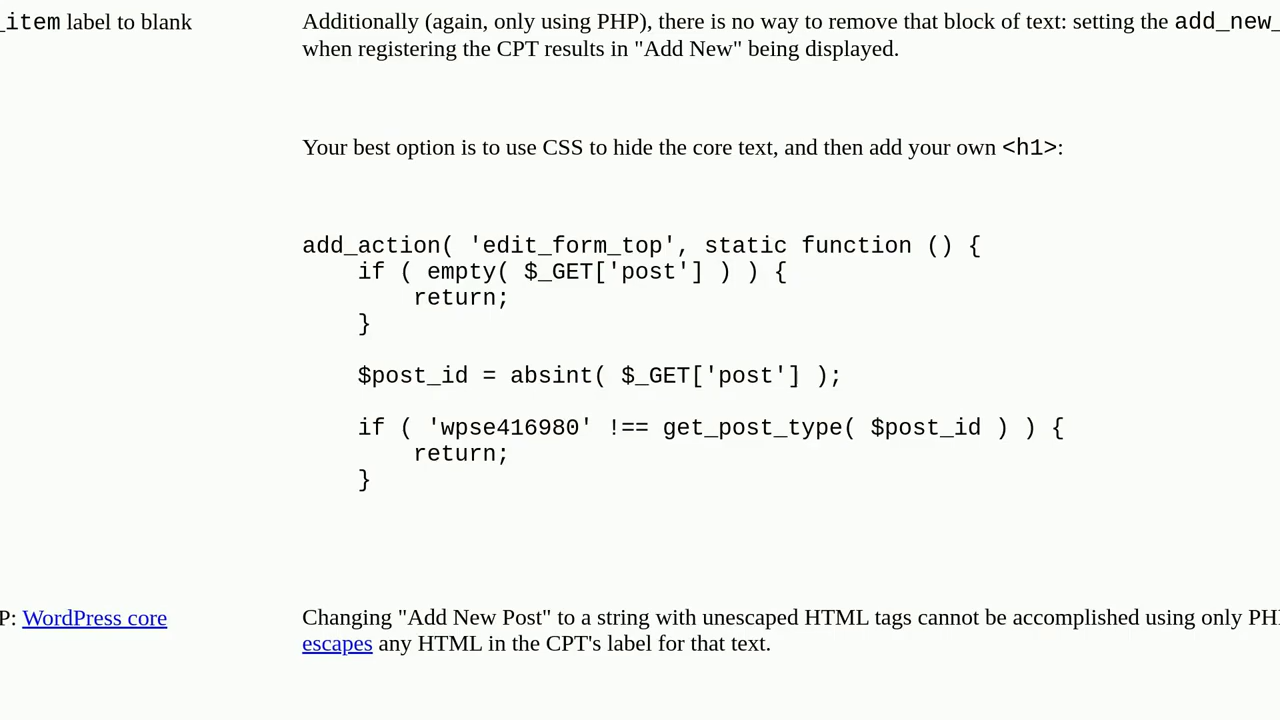 _item label to blank
Additionally (again, only using PHP), there is no way to remove that block of text: setting the add_new_
when registering the CPT results in "Add New" being displayed.
Your best option is to use CSS to hide the core text, and then add your own <h1>:
add_action( 'edit_form_top', static function () {
    if ( empty( $_GET['post'] ) ) {
        return;
    }
    $post_id = absint( $_GET['post'] );
    if ( 'wpse416980' !== get_post_type( $post_id ) ) {
        return;
    }
P: WordPress core
Changing "Add New Post" to a string with unescaped HTML tags cannot be accomplished using only PH
escapes any HTML in the CPT's label for that text.